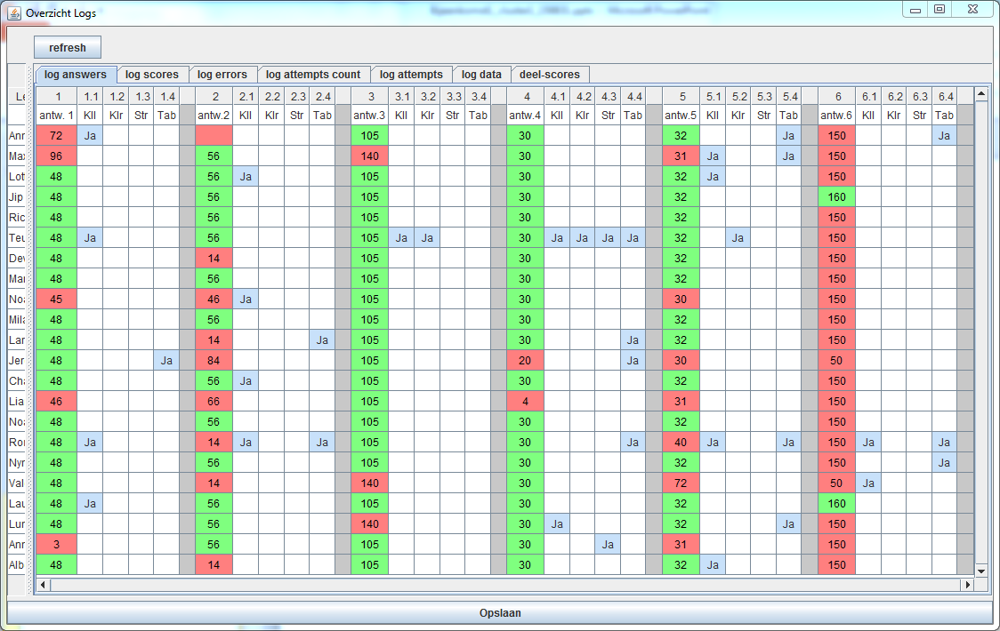 Overzicht Logs
refresh
log answers log scores log errors log attempts count log attempts log data deel-scores
Le 1 1.1 1.2 1.3 1.4 2 2.1 2.2 2.3 2.4 3 3.1 3.2 3.3 3.4 4 4.1 4.2 4.3 4.4 5 5.1 5.2 5.3 5.4 6 6.1 6.2 6.3 6.4
antw. 1 Kll Klr Str Tab antw.2 Kll Klr Str Tab antw.3 Kll Klr Str Tab antw.4 Kll Klr Str Tab antw.5 Kll Klr Str Tab antw.6 Kll Klr Str Tab
Ann 72 Ja 105 30 32 Ja 150 Ja
Max 96 56 140 30 31 Ja Ja 150
Lot 48 56 Ja 105 30 32 Ja 150
Jip 48 56 105 30 32 160
Ric 48 56 105 30 32 150
Teu 48 Ja 56 105 Ja Ja 30 Ja Ja Ja Ja 32 Ja 150
Dev 48 14 105 30 32 150
Mar 48 56 105 30 32 150
Noa 45 46 Ja 105 30 30 150
Mila 48 56 105 30 32 150
Lar 48 14 Ja 105 30 Ja 32 150
Jer 48 Ja 84 105 20 Ja 30 50
Cha 48 56 Ja 105 30 32 150
Lia 46 66 105 4 31 150
Noa 48 56 105 30 32 150
Ror 48 Ja 14 Ja Ja 105 30 Ja 40 Ja Ja 150 Ja Ja
Nyr 48 56 105 30 32 150 Ja
Val 48 14 140 30 72 50 Ja
Lau 48 Ja 56 105 30 32 160
Lur 48 56 140 30 Ja 32 Ja 150
Ann 3 56 105 30 Ja 31 150
Alb 48 14 105 30 32 Ja 150
Opslaan